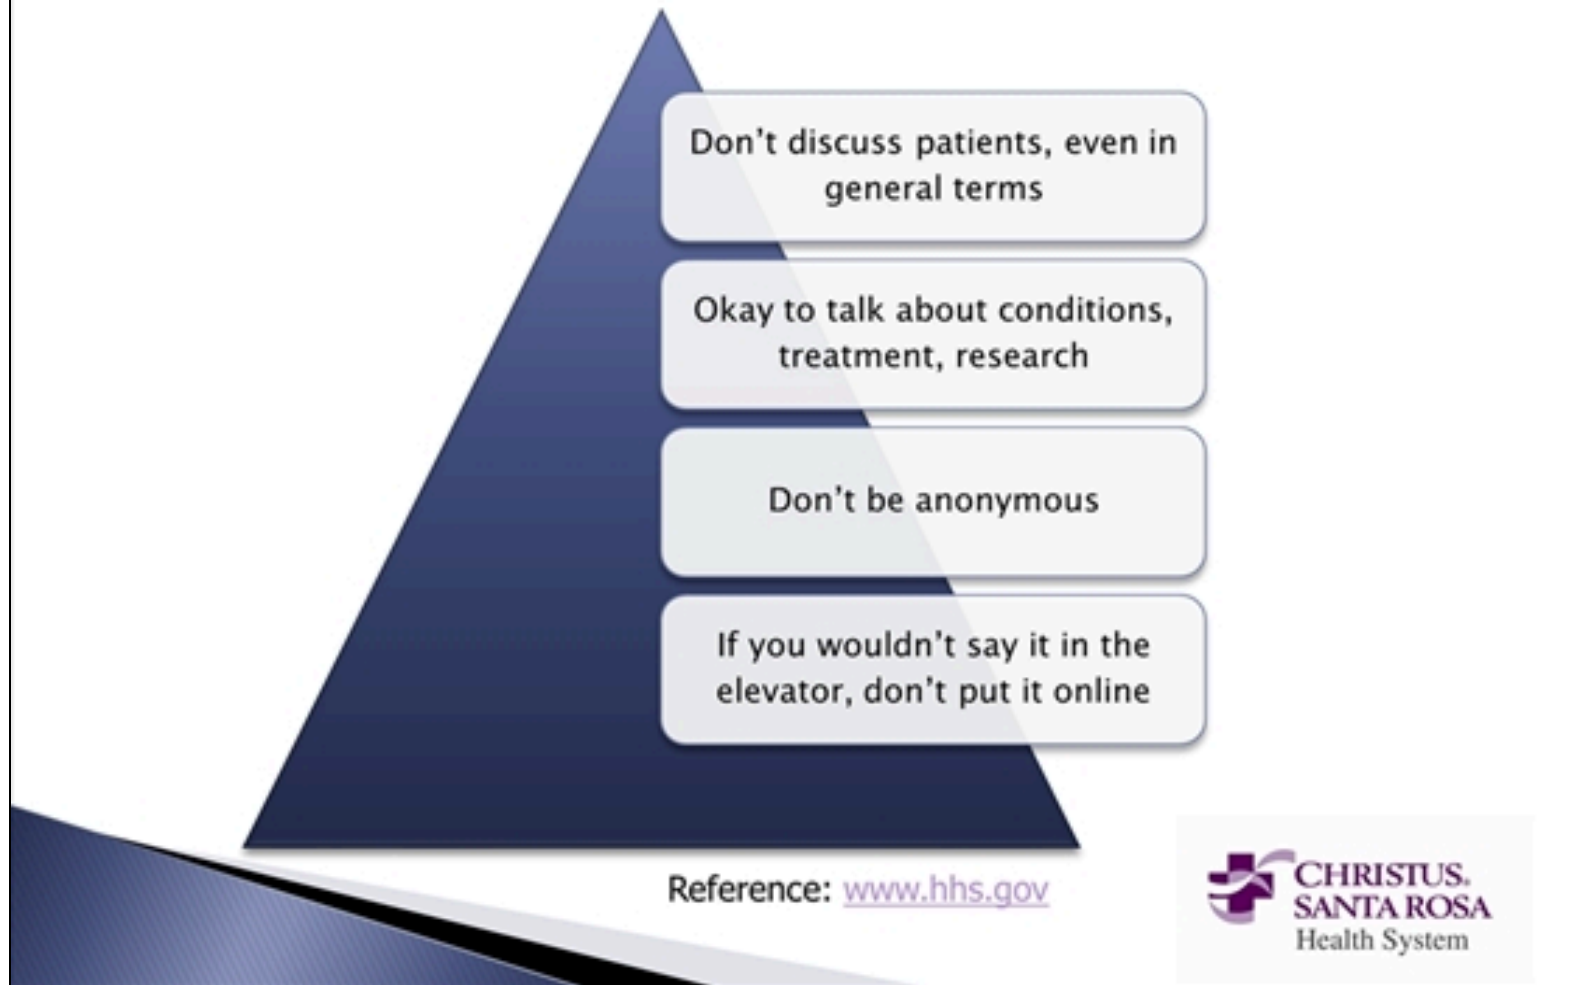 Don't discuss patients, even in
general terms
Okay to talk about conditions,
treatment, research
Don't be anonymous
If you wouldn't say it in the
elevator, don't put it online
Reference: www.hhs.gov
CHRISTUS.
SANTA ROSA
Health System